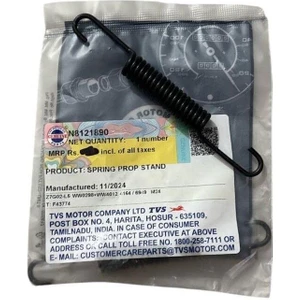 N8121890
NET QUANTITY: 1 number
MRP Rs. incl. of all taxes
PRODUCT: SPRING PROP STAND
Manufactured: 11/2024
TVS MOTOR COMPANY LTD TVS
POST BOX NO. 4, HARITA, HOSUR - 635109,
TAMILNADU, INDIA. IN CASE OF CONSUMER
COMPLAINTS: CONTACT EXECUTIVE AT ABOVE
ADDRESS OR TOLL FREE NO. 1800-258-7111 OR
E-MAIL: CUSTOMERCAREPARTS@TVSMOTOR.COM